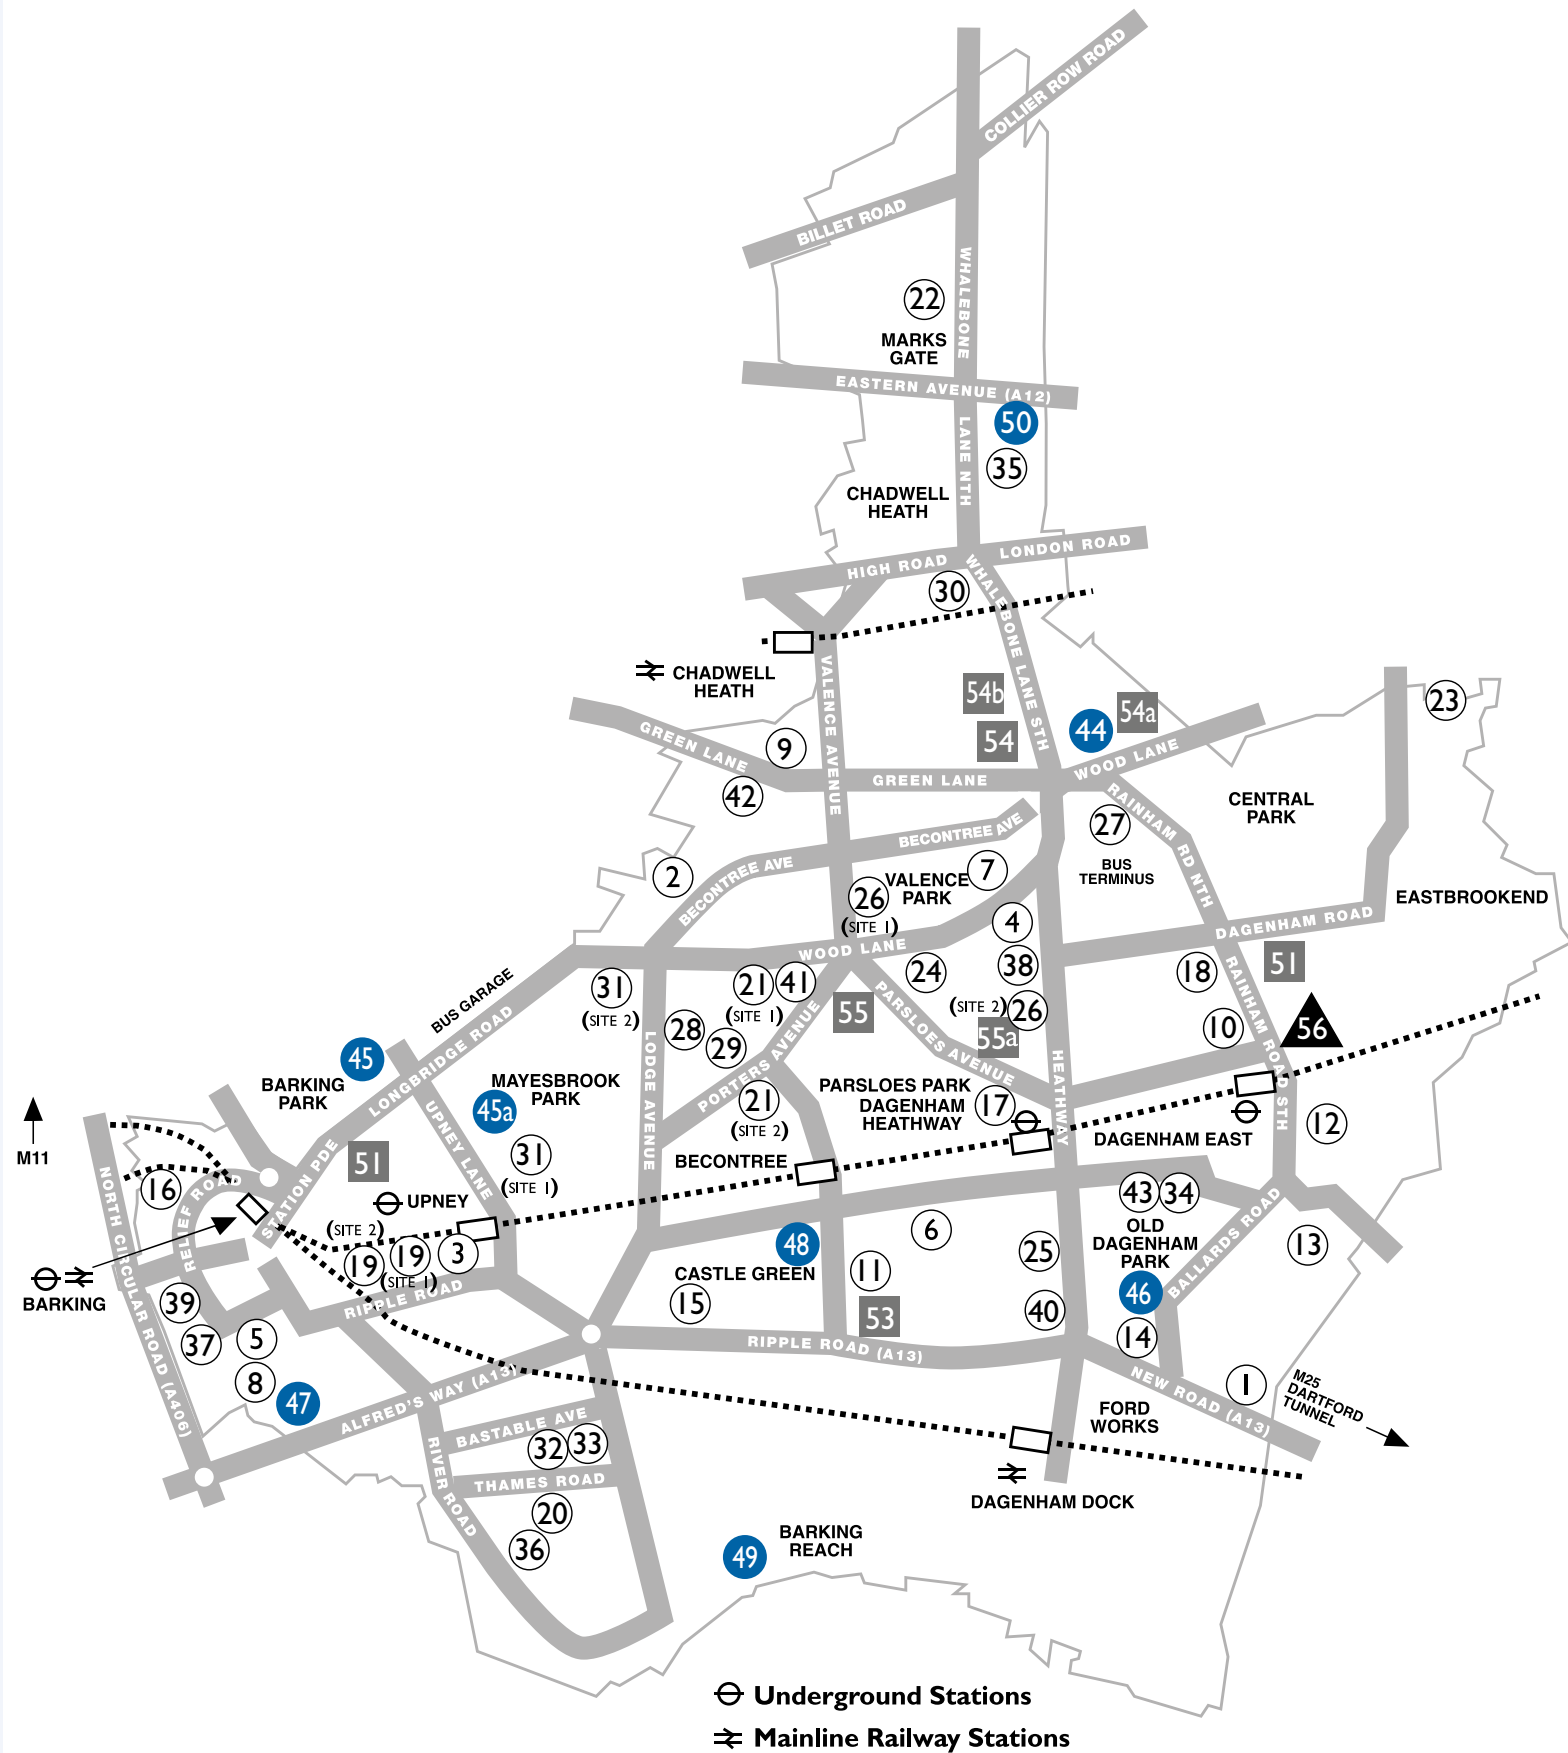 COLLIER ROW ROAD
BILLET ROAD
WHALEBONE
LANE NTH
22
MARKS
GATE
EASTERN AVENUE (A12)
50
35
CHADWELL
HEATH
HIGH ROAD
LONDON ROAD
30
WHALEBONE LANE STH
CHADWELL
HEATH
VALENCE AVENUE
54b
54
44
54a
23
GREEN LANE
9
42
GREEN LANE
WOOD LANE
CENTRAL
PARK
RAINHAM RD NTH
27
BUS
TERMINUS
BECONTREE AVE
BECONTREE AVE
2
7
VALENCE
PARK
26
(SITE 1)
4
EASTBROOKEND
DAGENHAM ROAD
WOOD LANE
24
38
18
51
31
(SITE 2)
21
(SITE 1)
41
BUS GARAGE
LONGBRIDGE ROAD
28
29
55
PARSLOES AVENUE
(SITE 2)
26
55a
10
RAINHAM ROAD STH
56
45
BARKING
PARK
MAYESBROOK
PARK
45a
UPNEY LANE
LODGE AVENUE
PORTERS AVENUE
21
(SITE 2)
PARSLOES PARK
DAGENHAM
HEATHWAY
17
HEATHWAY
DAGENHAM EAST
12
M11
NORTH CIRCULAR ROAD (A406)
16
RELIEF ROAD
STATION PDE
51
31
(SITE 1)
BECONTREE
UPNEY
(SITE 2)
19
19
(SITE 1)
3
43
34
OLD
DAGENHAM
PARK
46
BALLARDS ROAD
13
6
48
CASTLE GREEN
11
25
BARKING
39
37
5
8
47
RIPPLE ROAD
15
53
40
14
RIPPLE ROAD (A13)
NEW ROAD (A13)
1
M25
DARTFORD
TUNNEL
ALFRED'S WAY (A13)
BASTABLE AVE
32
33
RIVER ROAD
THAMES ROAD
20
36
FORD
WORKS
DAGENHAM DOCK
49
BARKING
REACH
Underground Stations
Mainline Railway Stations